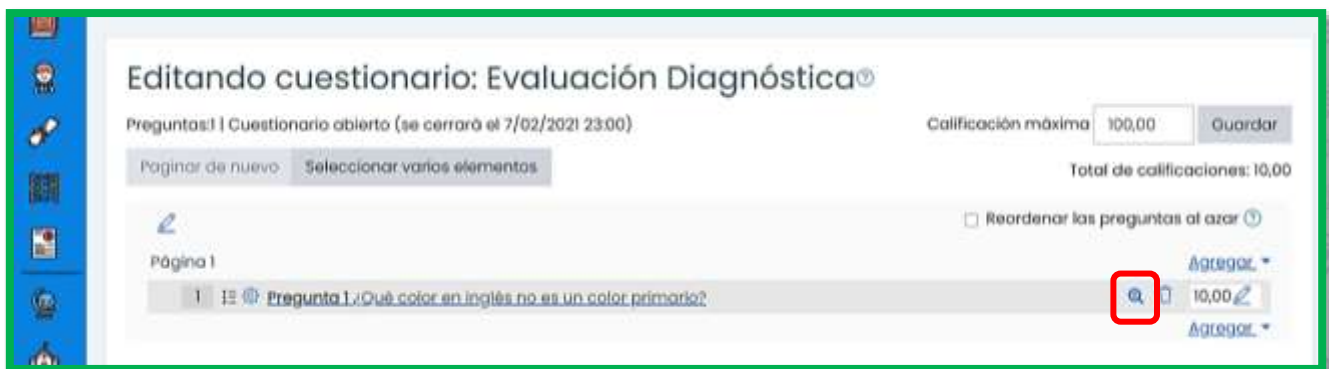 Editando cuestionario: Evaluación Diagnóstica
Preguntas:1 | Cuestionario abierto (se cerrará el 7/02/2021 23:00)
Calificación máxima 100,00 Guardar
Paginar de nuevo Seleccionar varios elementos
Total de calificaciones: 10,00
Reordenar las preguntas al azar
Página 1
Agregar
1 Pregunta 1 ¿Qué color en inglés no es un color primario? 10,00
Agregar